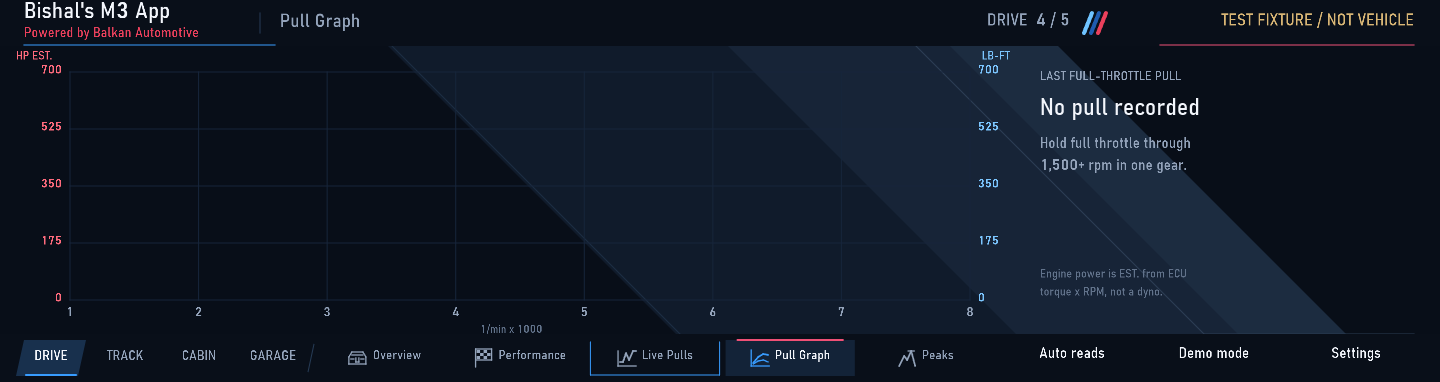 Bishal's M3 App
Powered by Balkan Automotive
Pull Graph
DRIVE 4 / 5
TEST FIXTURE / NOT VEHICLE
HP EST.
700
525
350
175
0
LB-FT
700
525
350
175
0
1 2 3 4 5 6 7 8
1/min x 1000
LAST FULL-THROTTLE PULL
No pull recorded
Hold full throttle through
1,500+ rpm in one gear.
Engine power is EST. from ECU
torque x RPM, not a dyno.
DRIVE TRACK CABIN GARAGE Overview Performance Live Pulls Pull Graph Peaks Auto reads Demo mode Settings